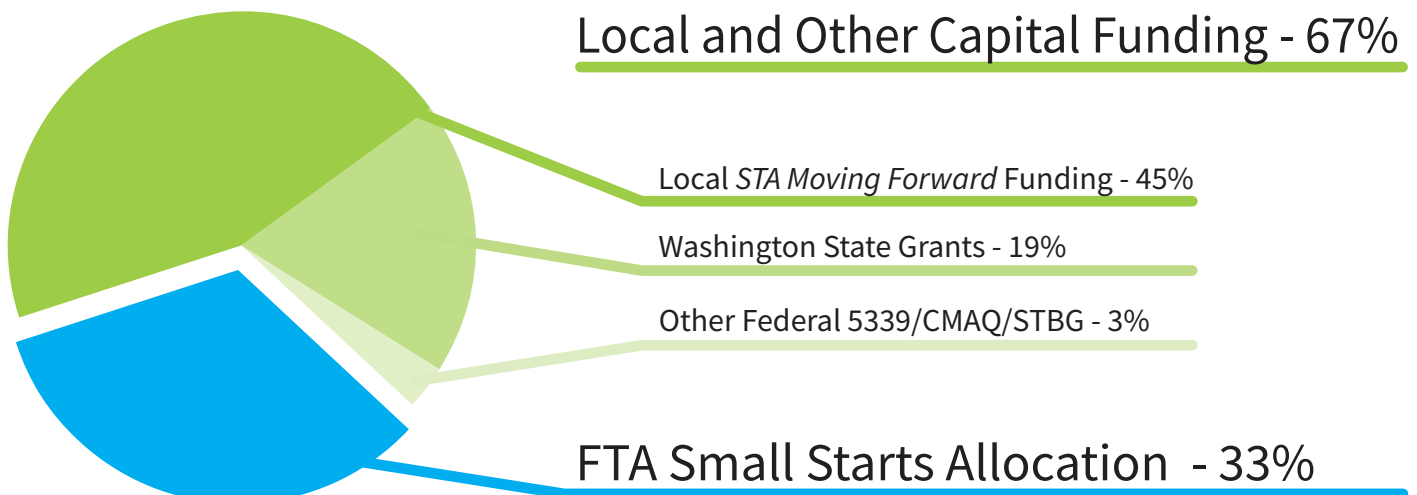 Local and Other Capital Funding - 67%
Local STA Moving Forward Funding - 45%
Washington State Grants - 19%
Other Federal 5339/CMAQ/STBG - 3%
FTA Small Starts Allocation - 33%